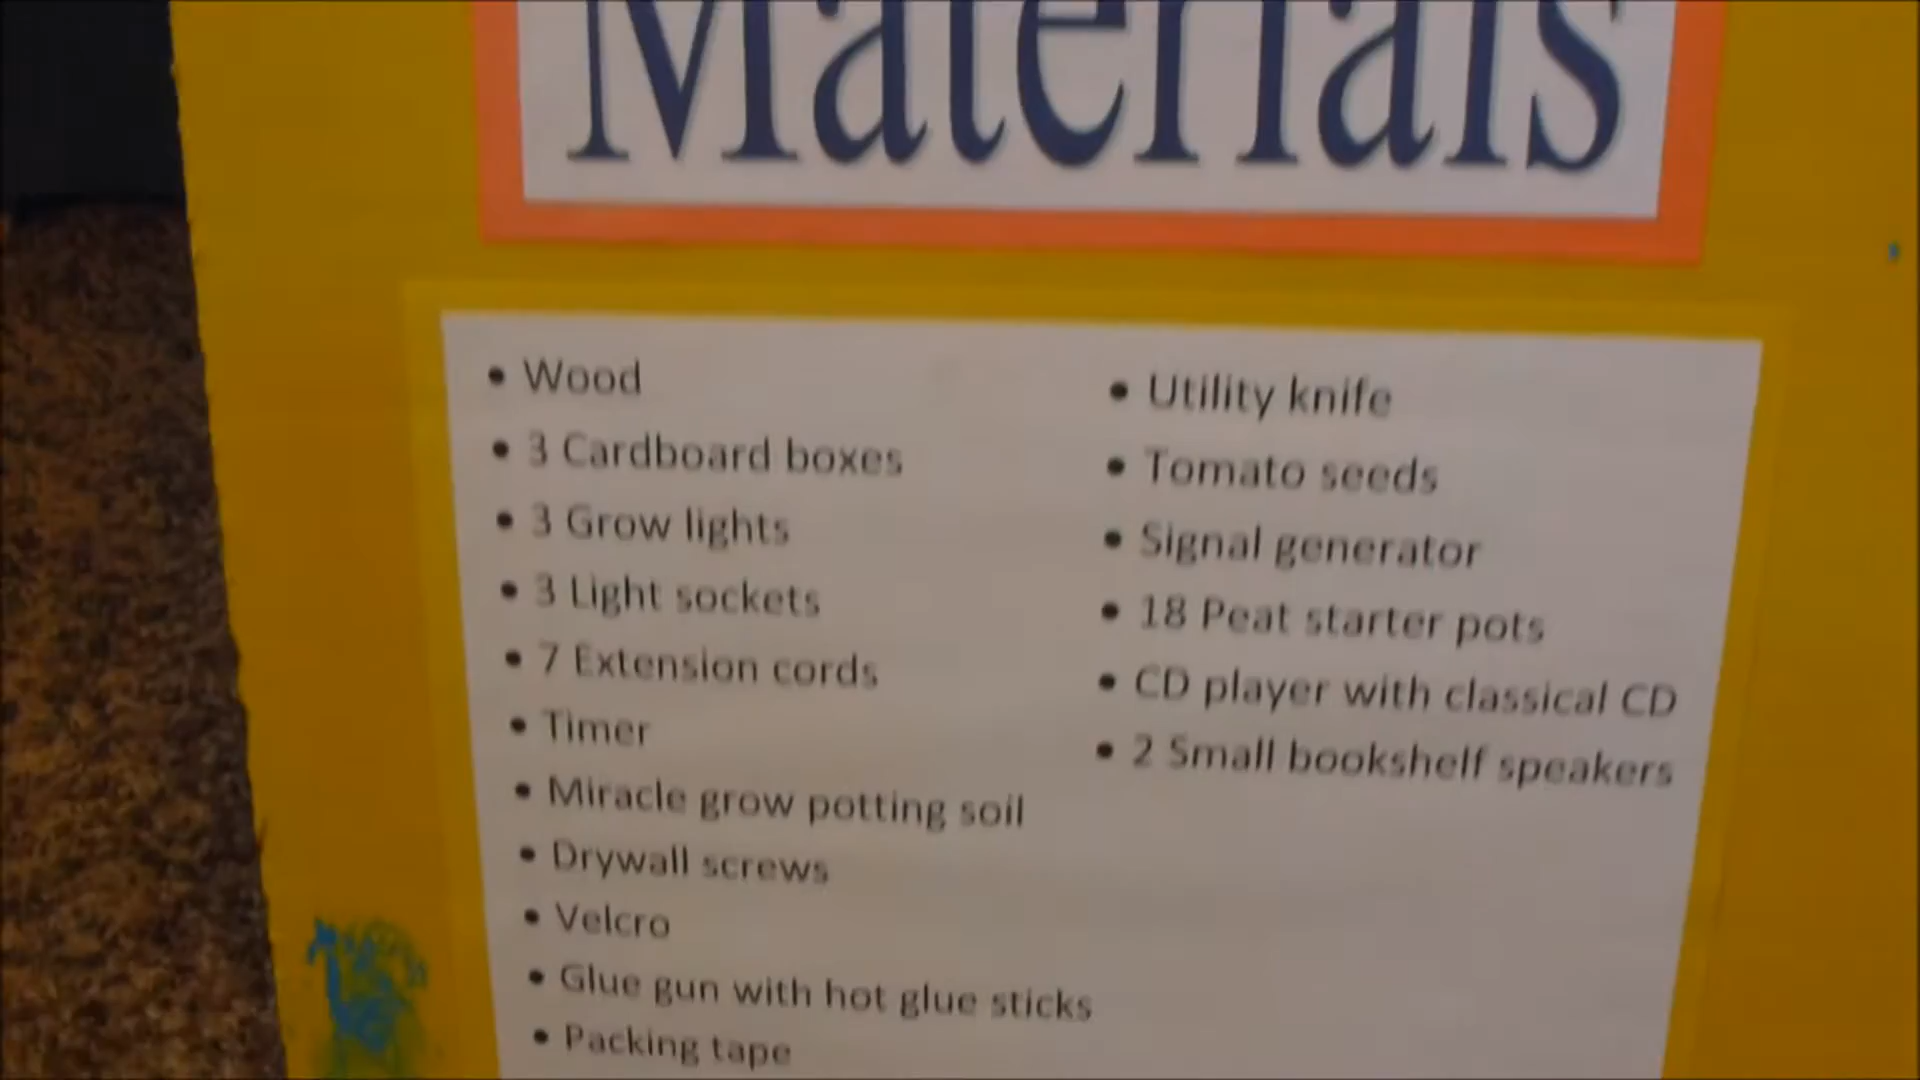 Materials
• Wood
• 3 Cardboard boxes
• 3 Grow lights
• 3 Light sockets
• 7 Extension cords
• Timer
• Miracle grow potting soil
• Drywall screws
• Velcro
• Glue gun with hot glue sticks
• Packing tape
• Utility knife
• Tomato seeds
• Signal generator
• 18 Peat starter pots
• CD player with classical CD
• 2 Small bookshelf speakers